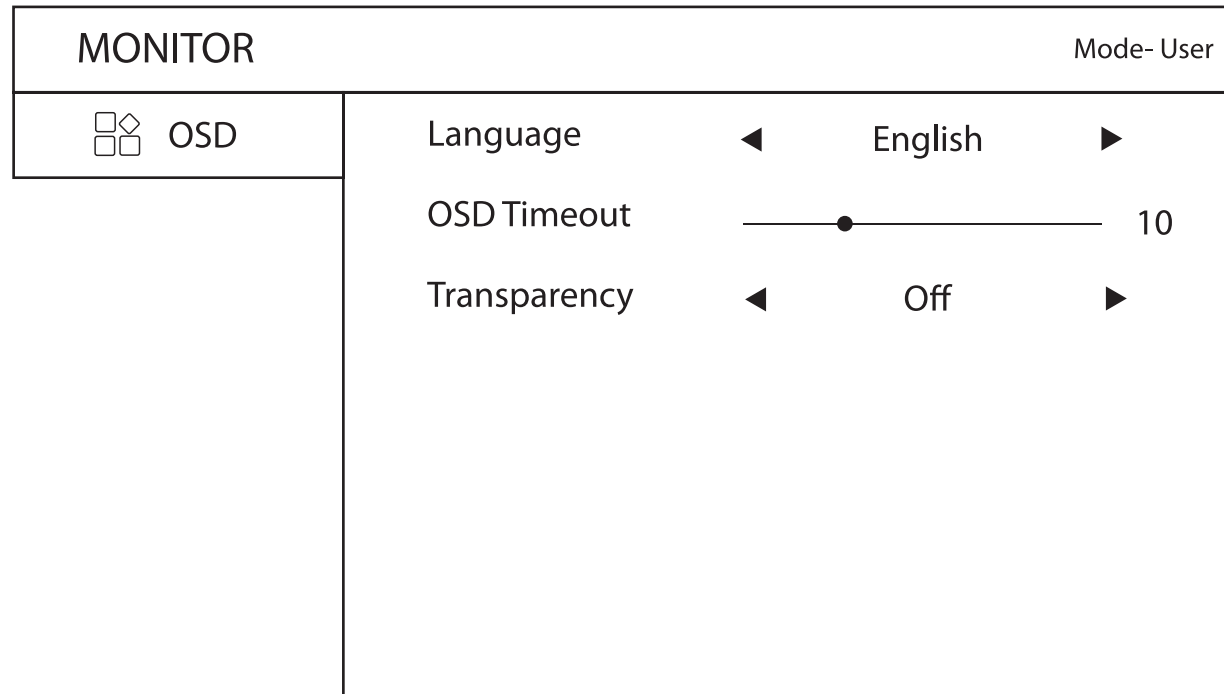 MONITOR Mode- User
OSD
Language English
OSD Timeout 10
Transparency Off